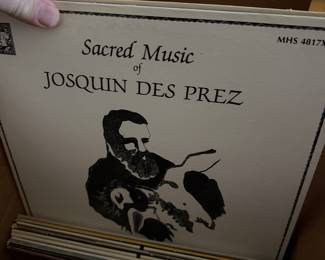 MHS 4817X
Sacred Music
of
JOSQUIN DES PREZ